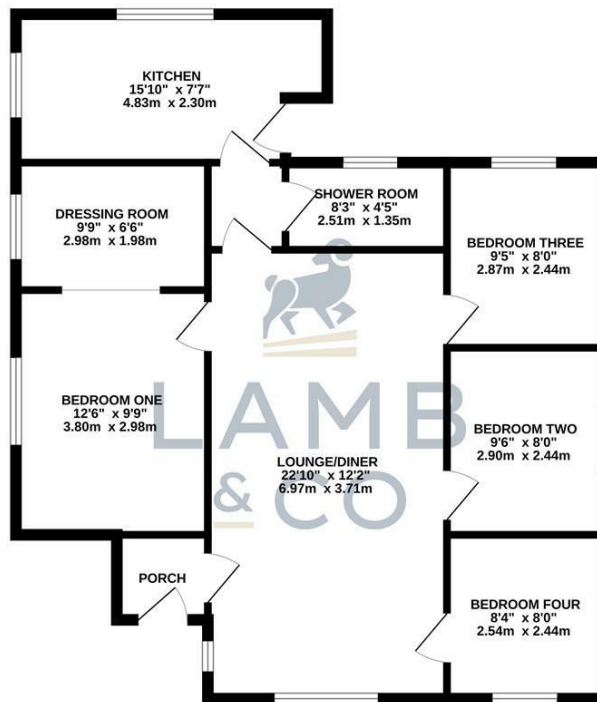 KITCHEN
15'10" x 7'7"
4.83m x 2.30m
DRESSING ROOM
9'9" x 6'6"
2.98m x 1.98m
SHOWER ROOM
8'3" x 4'5"
2.51m x 1.35m
BEDROOM THREE
9'5" x 8'0"
2.87m x 2.44m
BEDROOM ONE
12'6" x 9'9"
3.80m x 2.98m
LAMB
& CO
BEDROOM TWO
9'6" x 8'0"
2.90m x 2.44m
LOUNGE/DINER
22'10" x 12'2"
6.97m x 3.71m
PORCH
BEDROOM FOUR
8'4" x 8'0"
2.54m x 2.44m